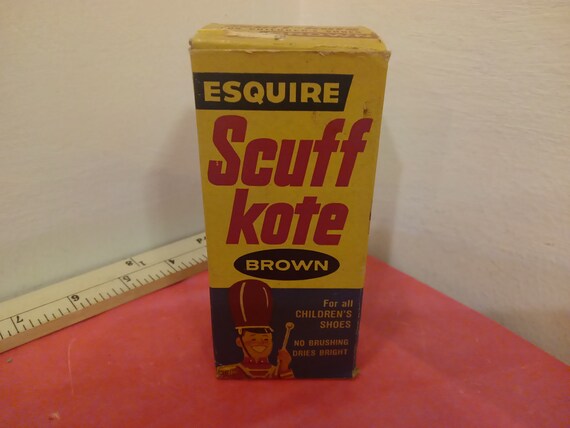 ESQUIRE
Scuff
kote
BROWN
For all
CHILDREN'S
SHOES
NO BRUSHING
DRIES BRIGHT